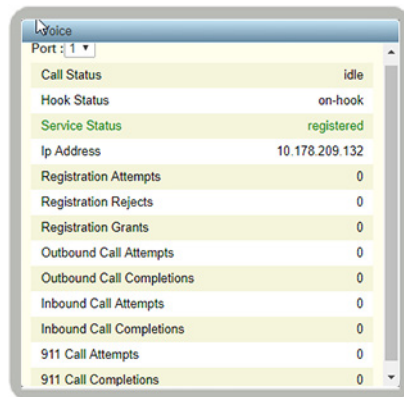 Voice
Port : 1
Call Status idle
Hook Status on-hook
Service Status registered
Ip Address 10.178.209.132
Registration Attempts 0
Registration Rejects 0
Registration Grants 0
Outbound Call Attempts 0
Outbound Call Completions 0
Inbound Call Attempts 0
Inbound Call Completions 0
911 Call Attempts 0
911 Call Completions 0